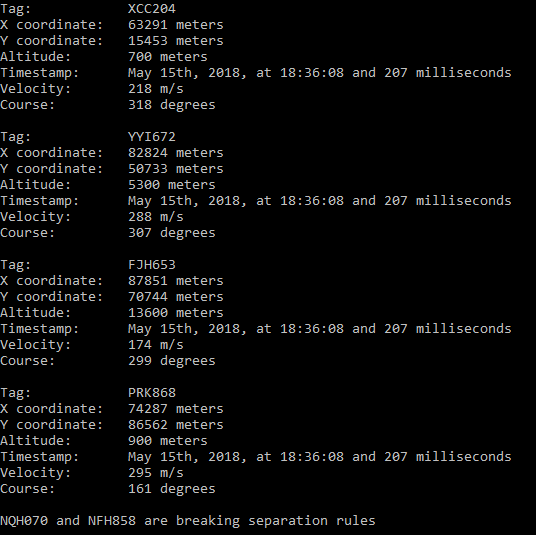 Tag: XCC204
X coordinate: 63291 meters
Y coordinate: 15453 meters
Altitude: 700 meters
Timestamp: May 15th, 2018, at 18:36:08 and 207 milliseconds
Velocity: 218 m/s
Course: 318 degrees
Tag: YYI672
X coordinate: 82824 meters
Y coordinate: 50733 meters
Altitude: 5300 meters
Timestamp: May 15th, 2018, at 18:36:08 and 207 milliseconds
Velocity: 288 m/s
Course: 307 degrees
Tag: FJH653
X coordinate: 87851 meters
Y coordinate: 70744 meters
Altitude: 13600 meters
Timestamp: May 15th, 2018, at 18:36:08 and 207 milliseconds
Velocity: 174 m/s
Course: 299 degrees
Tag: PRK868
X coordinate: 74287 meters
Y coordinate: 86562 meters
Altitude: 900 meters
Timestamp: May 15th, 2018, at 18:36:08 and 207 milliseconds
Velocity: 295 m/s
Course: 161 degrees
NQH070 and NFH858 are breaking separation rules